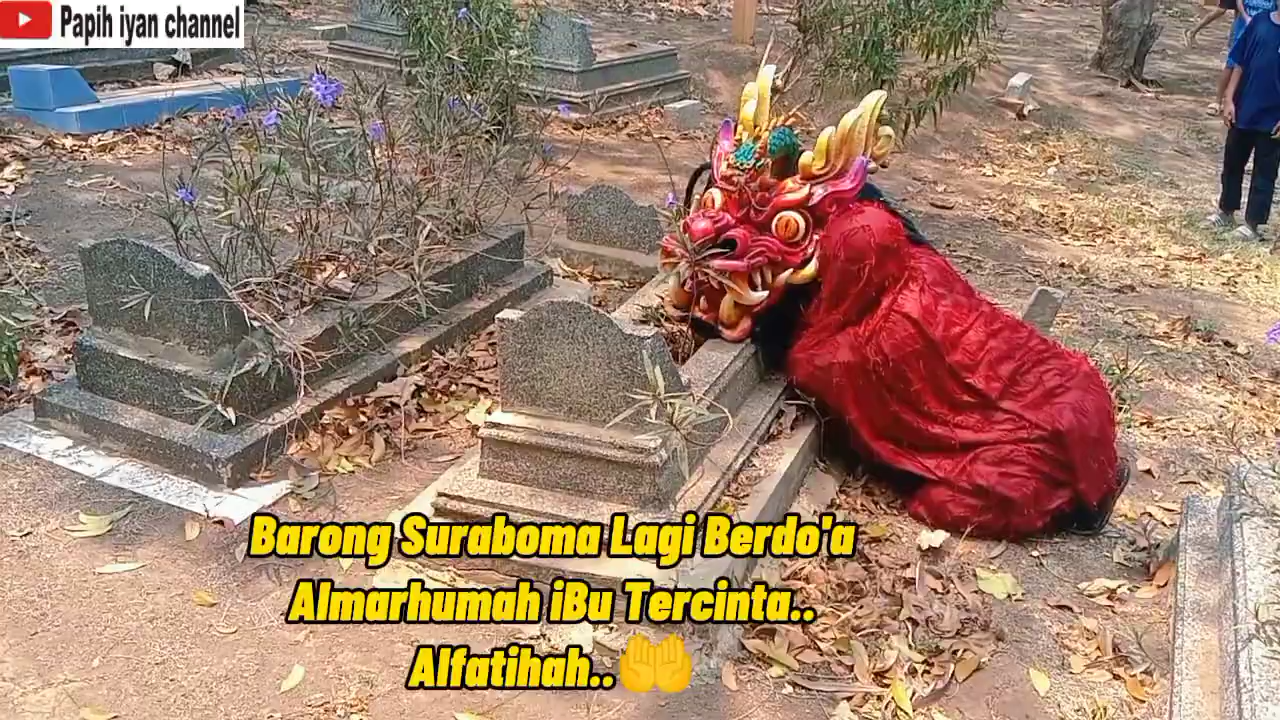 Papih iyan channel
Barong Suraboma Lagi Berdo'a
Almarhumah iBu Tercinta..
Alfatihah..🤲